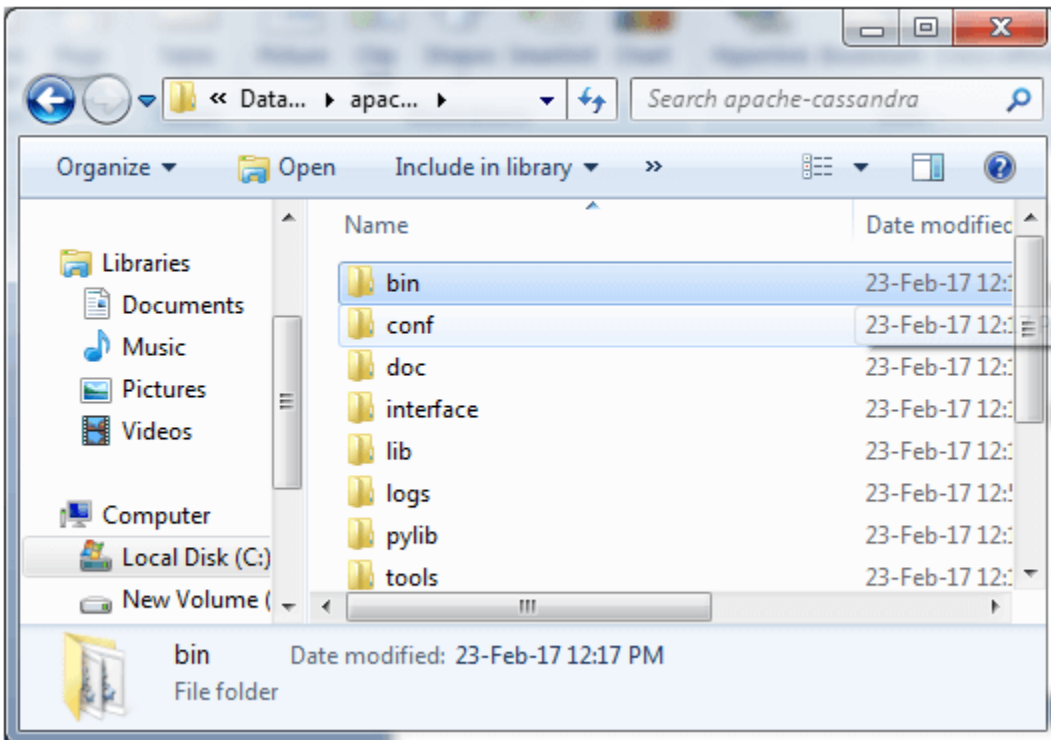 « Data... ▸ apac... ▸ Search apache-cassandra
Organize Open Include in library »
Name Date modified
Libraries
Documents
Music
Pictures
Videos
Computer
Local Disk (C:)
New Volume (
bin 23-Feb-17 12:
conf 23-Feb-17 12:
doc 23-Feb-17 12:
interface 23-Feb-17 12:
lib 23-Feb-17 12:
logs 23-Feb-17 12:
pylib 23-Feb-17 12:
tools 23-Feb-17 12:
bin Date modified: 23-Feb-17 12:17 PM
File folder